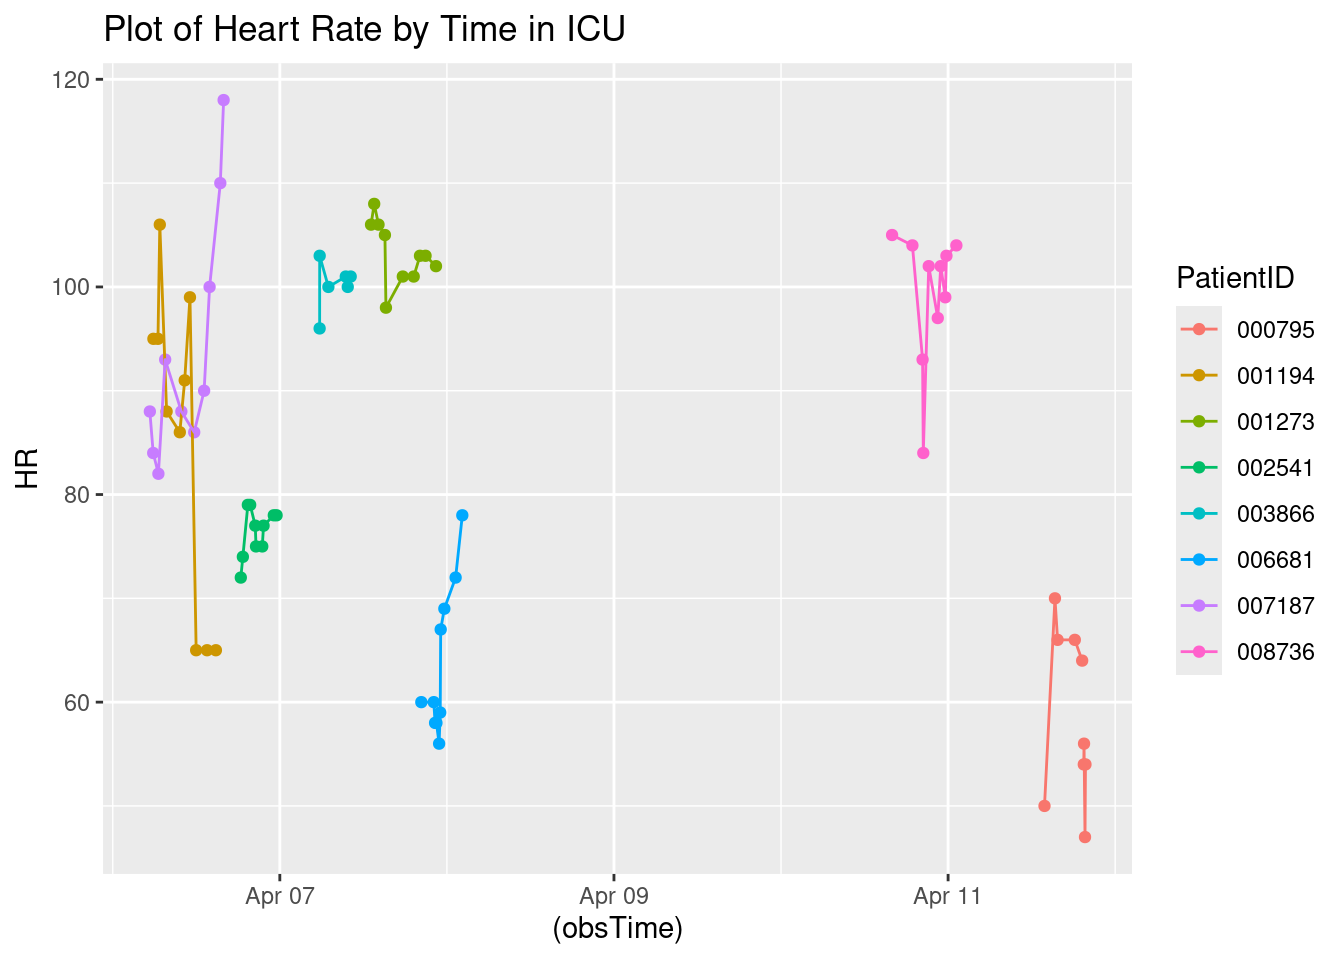 Plot of Heart Rate by Time in ICU
120
100
80
60
HR
Apr 07
Apr 09
Apr 11
(obsTime)
PatientID
000795
001194
001273
002541
003866
006681
007187
008736